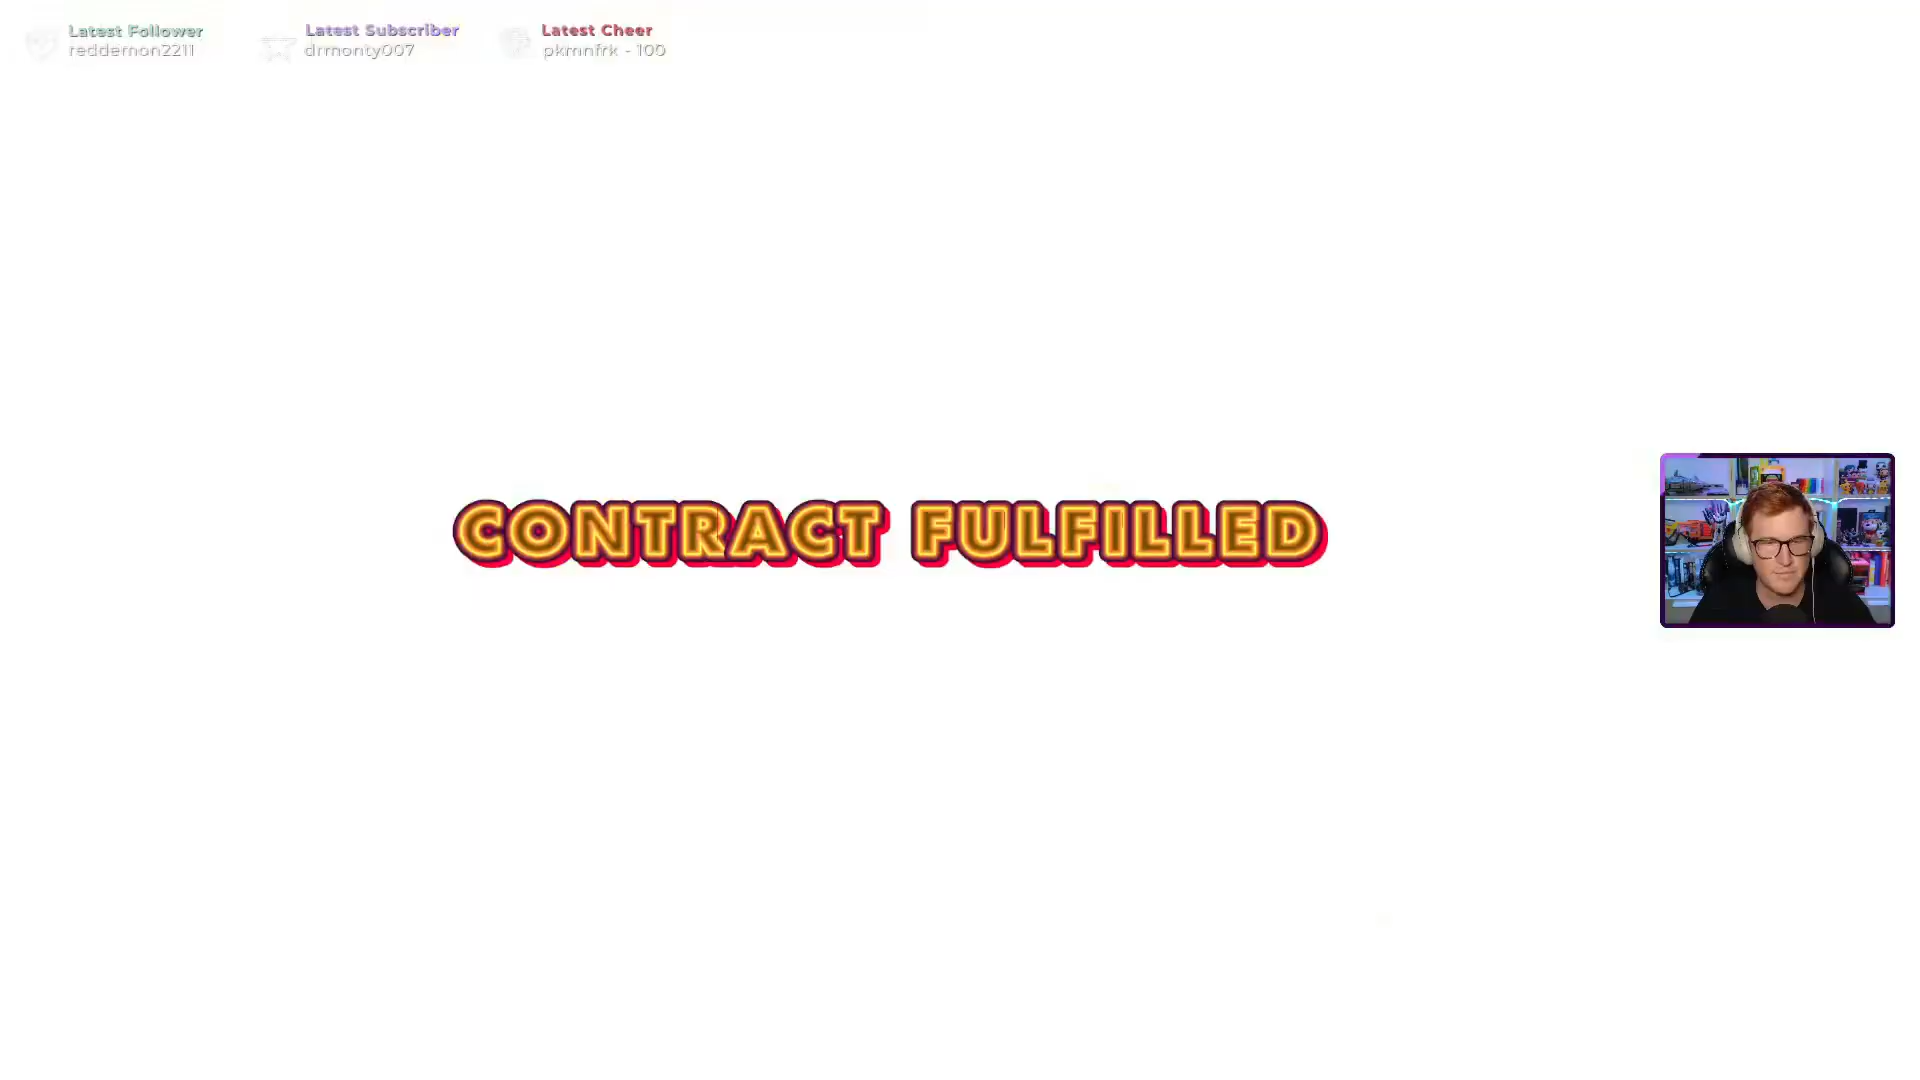 Latest Follower
reddemon2211
Latest Subscriber
drmonty007
Latest Cheer
pkmnfrk - 100
CONTRACT FULFILLED